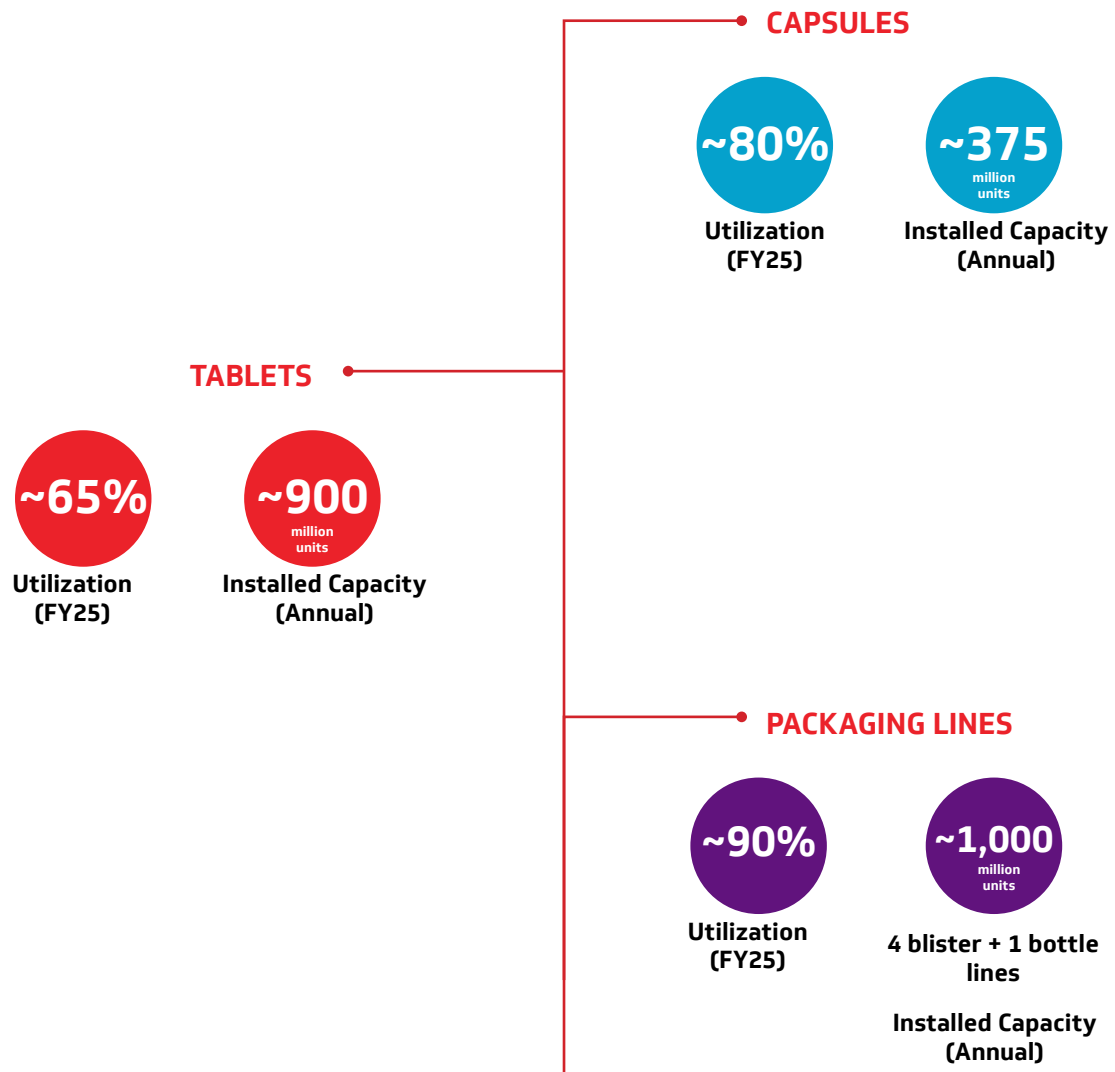 CAPSULES
~80%
Utilization
(FY25)
~375
million
units
Installed Capacity
(Annual)
TABLETS
~65%
Utilization
(FY25)
~900
million
units
Installed Capacity
(Annual)
PACKAGING LINES
~90%
Utilization
(FY25)
~1,000
million
units
4 blister + 1 bottle
lines
Installed Capacity
(Annual)